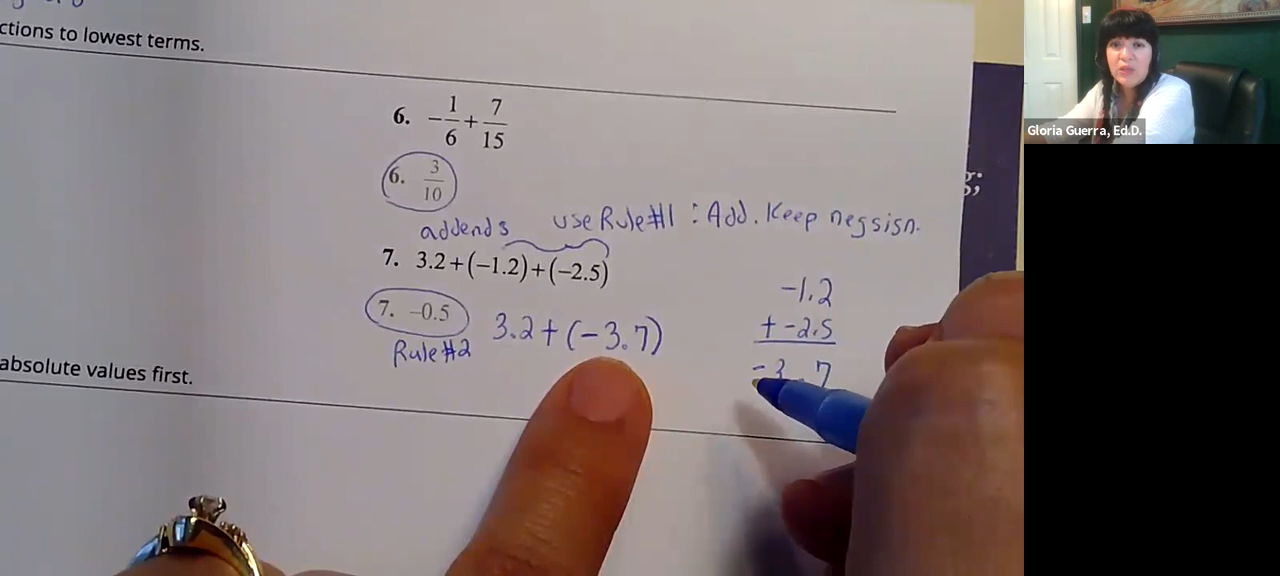 ctions to lowest terms.
6. -1/6 + 7/15
6. 3/10
addends use Rule #1 : Add. Keep neg sign.
7. 3.2+(−1.2)+(−2.5)
7. −0.5
3.2+(−3.7)
Rule #2
-1.2
+ -2.5
-3.7
absolute values first.
Gloria Guerra, Ed.D.